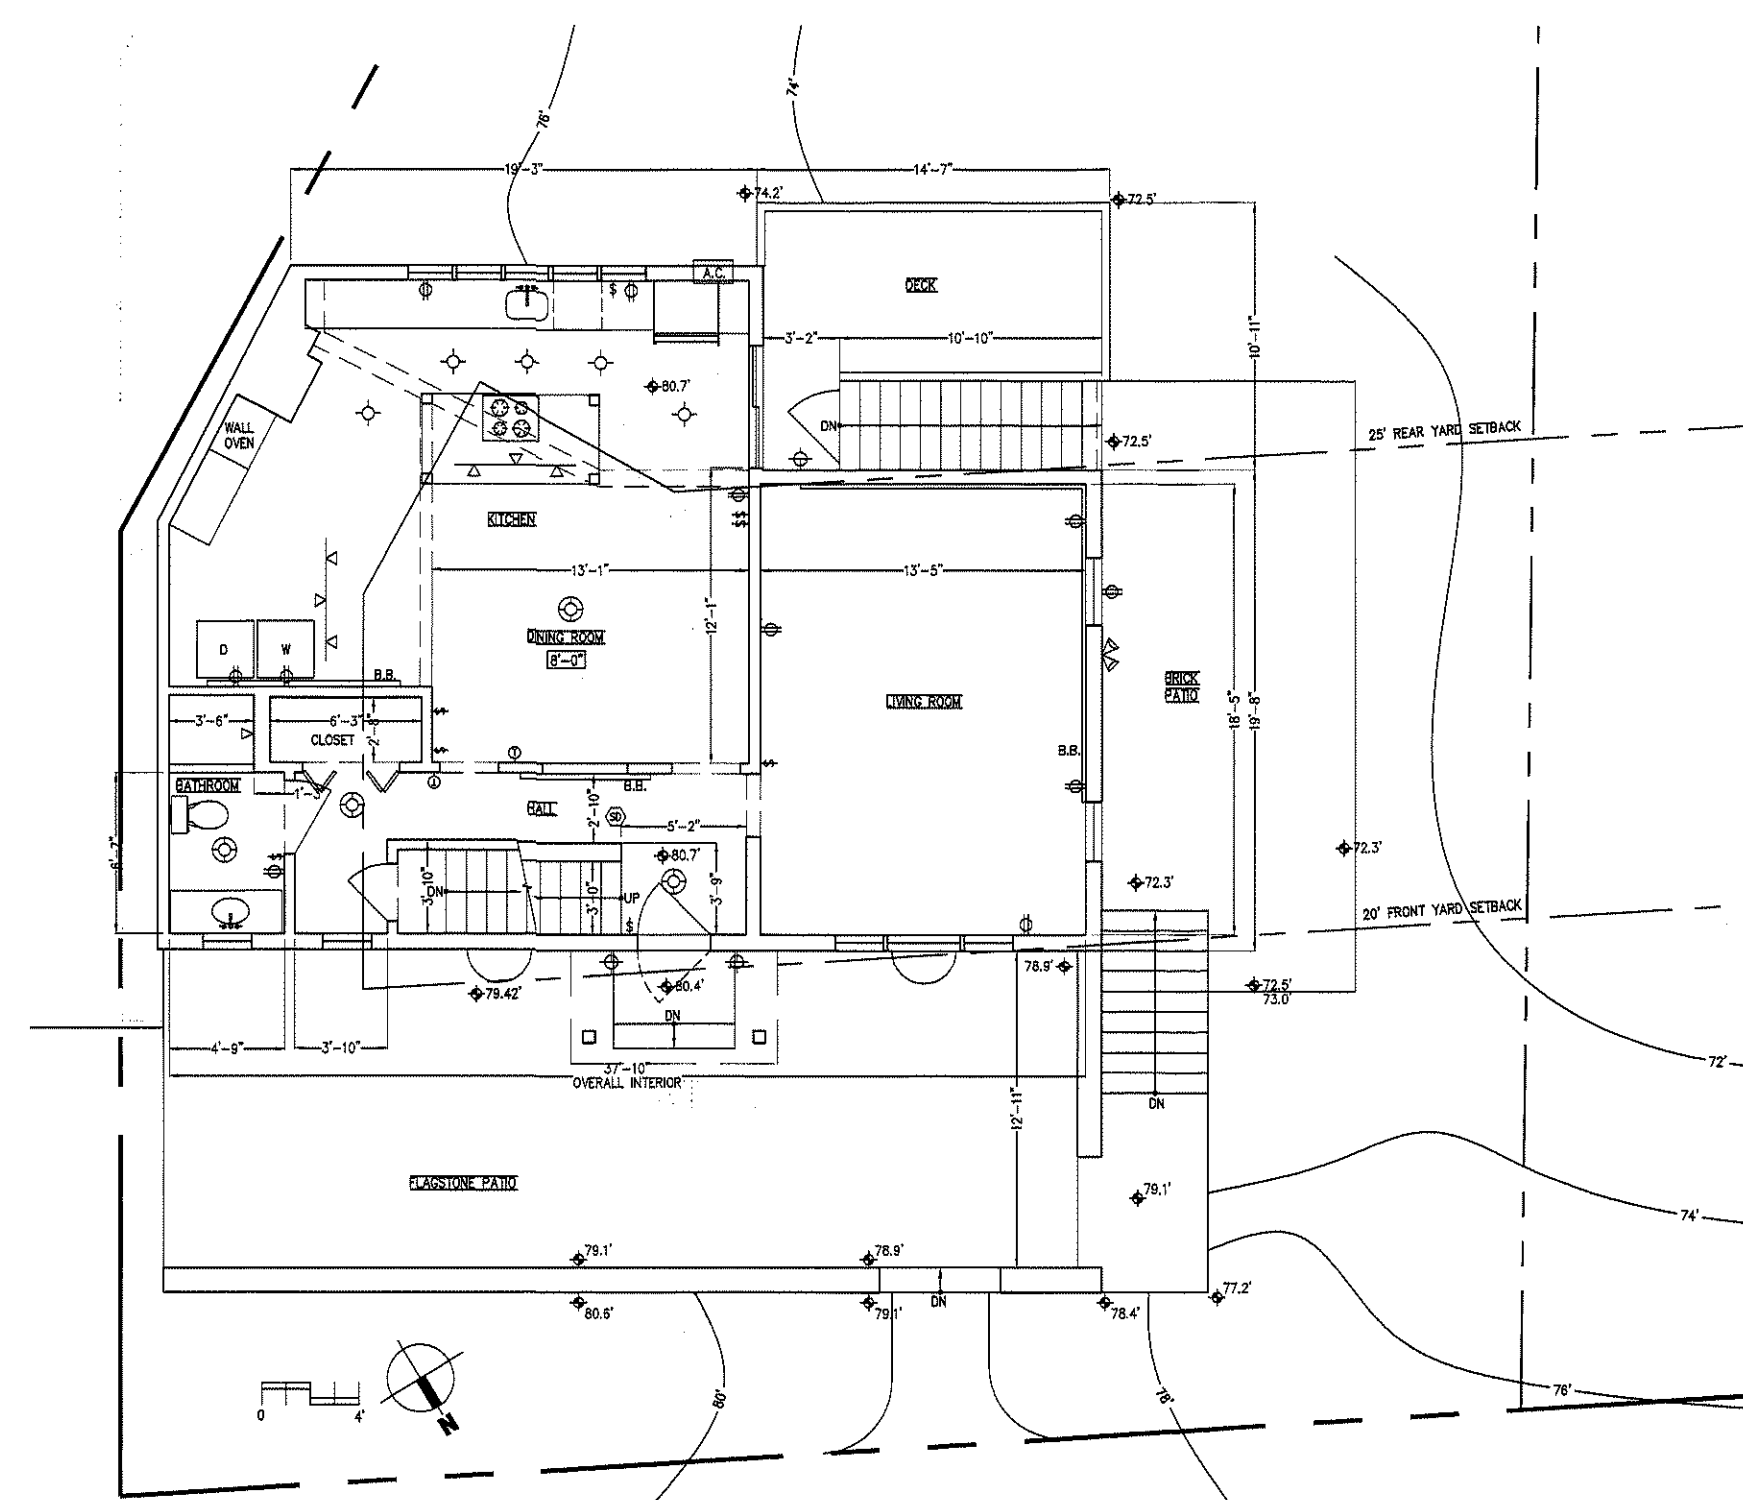 76'
74'
19'-3"
14'-7"
74.2'
72.5'
A.C.
DECK
3'-2"
10'-10"
10'-11"
80.7'
WALL
OVEN
DN
72.5'
25' REAR YARD SETBACK
KITCHEN
$
$$
13'-1"
13'-5"
12'-1"
DINING ROOM
8'-0"
D
W
B.B.
LIVING ROOM
BRICK
PATIO
18'-5"
19'-8"
3'-6"
6'-3"
2'-8"
CLOSET
B.B.
BATHROOM
HALL
B.B.
2'-10"
SD
5'-2"
6'-7"
80.7'
72.3'
72.3'
3'-10"
DN
3'-0"
UP
3'-9"
$
20' FRONT YARD SETBACK
79.42'
80.4'
78.9'
72.5'
73.0'
DN
4'-9"
3'-10"
37'-10"
OVERALL INTERIOR
12'-11"
DN
72'
FLAGSTONE PATIO
79.1'
74'
79.1'
78.9'
80.6'
79.1'
DN
78.4'
77.2'
0
4'
N
80'
78'
76'